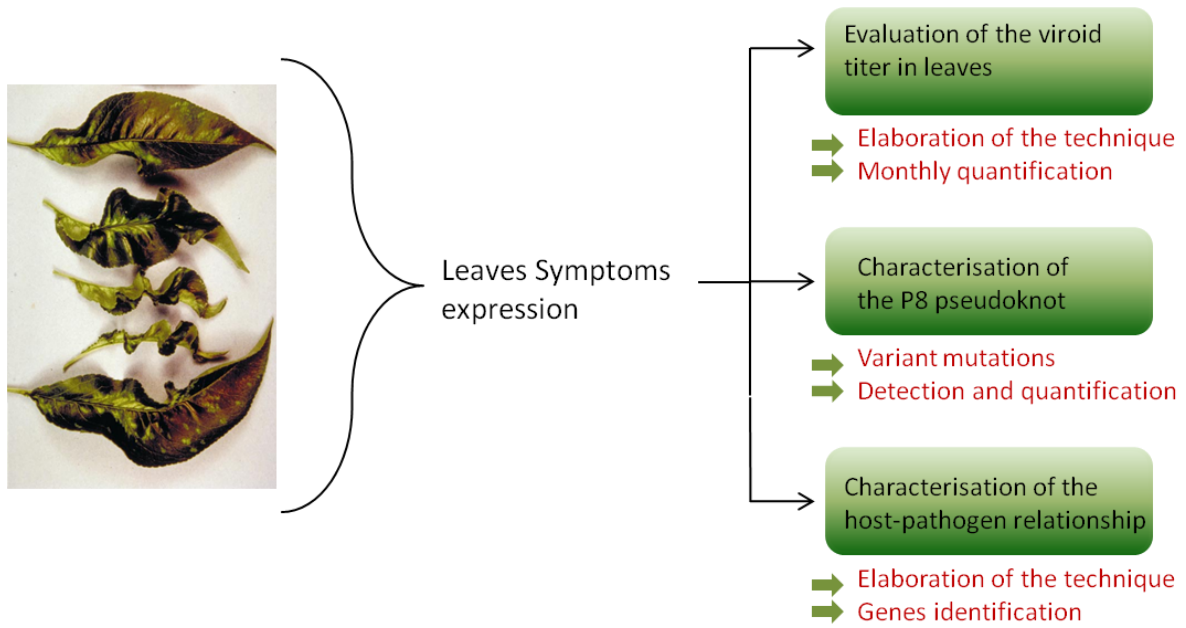 Leaves Symptoms
expression
Evaluation of the viroid
titer in leaves
Elaboration of the technique
Monthly quantification
Characterisation of
the P8 pseudoknot
Variant mutations
Detection and quantification
Characterisation of the
host-pathogen relationship
Elaboration of the technique
Genes identification